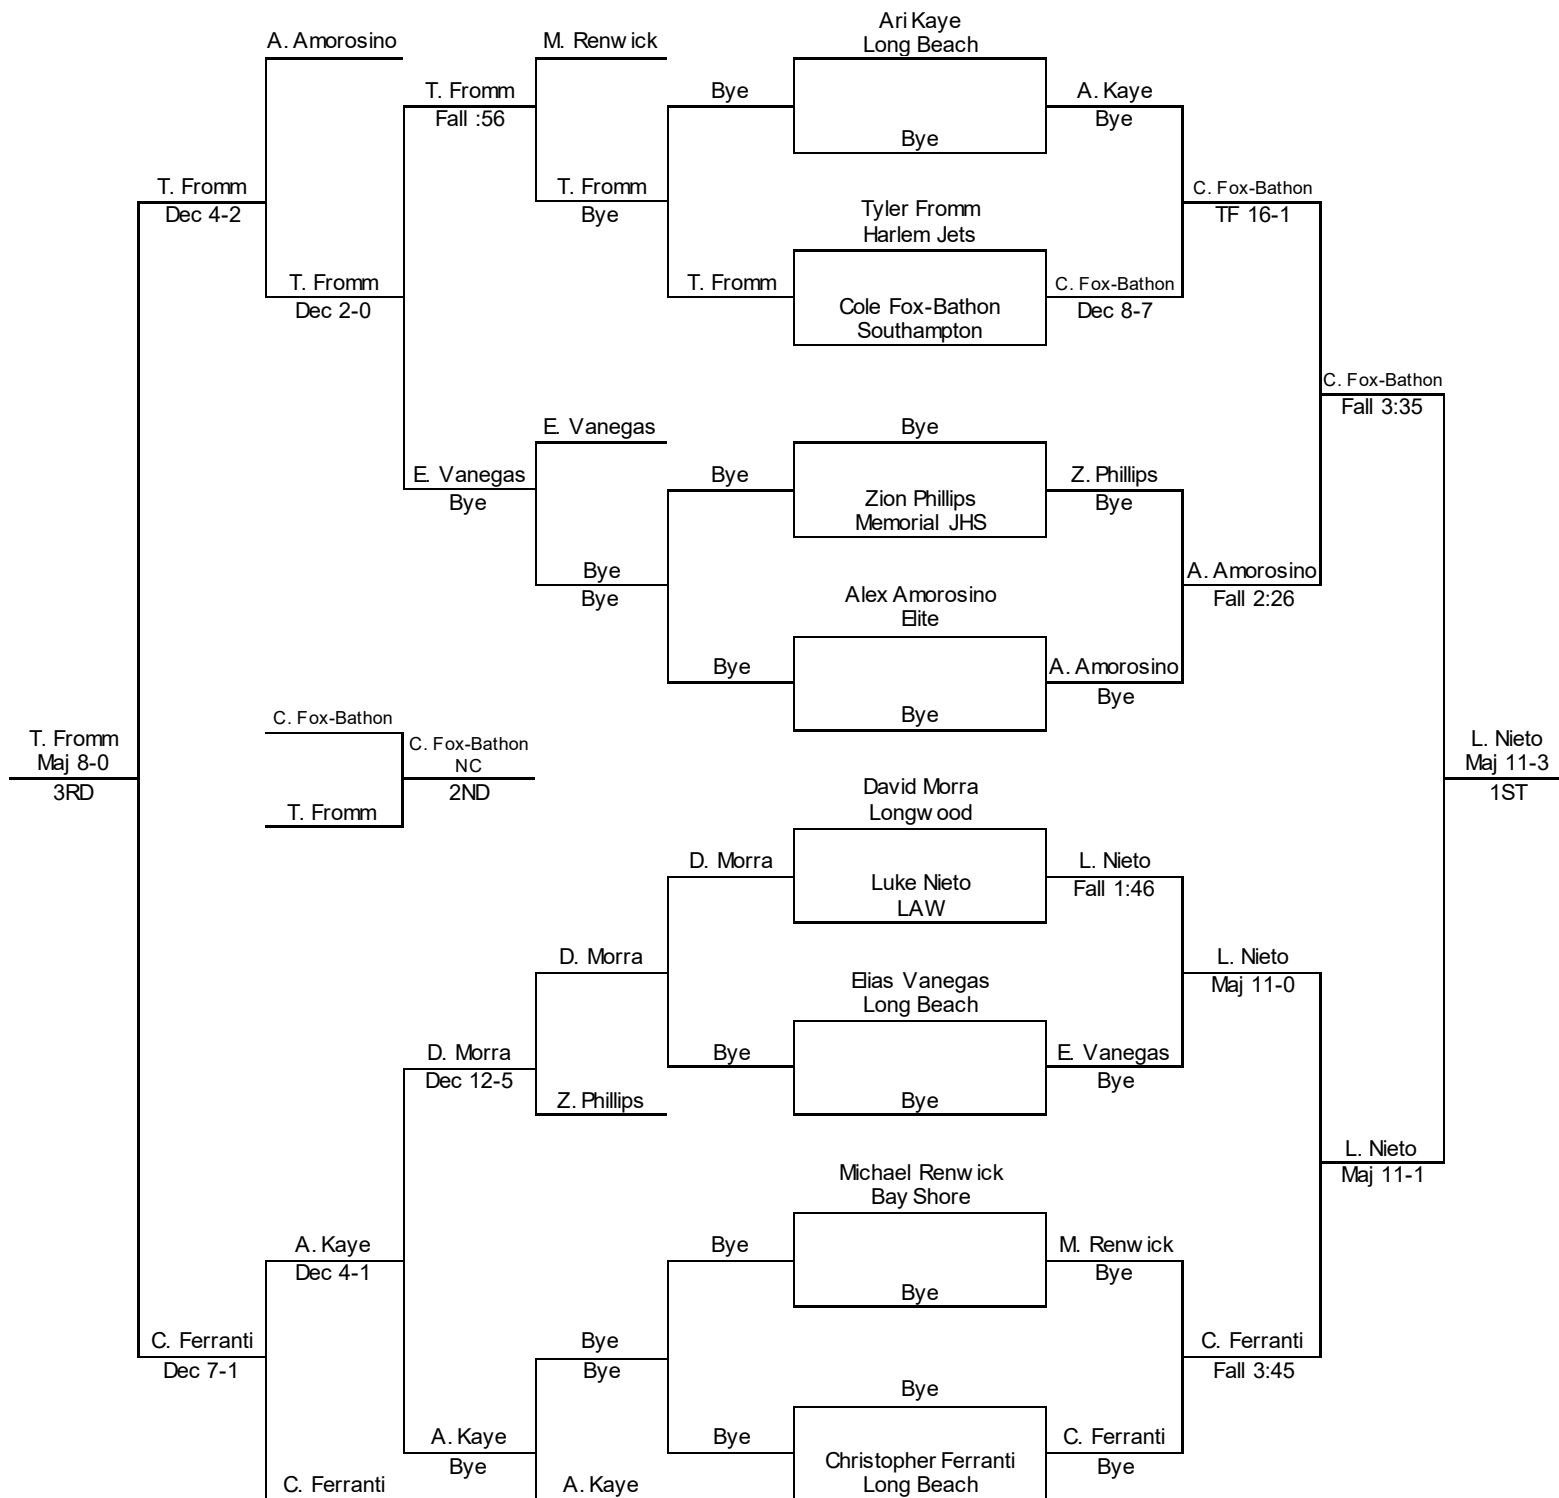 Ari Kaye
A. Amorosino
M. Renwick
Long Beach
T. Fromm
Bye
A. Kaye
Fall :56
Bye
Bye
T. Fromm
T. Fromm
C. Fox-Bathon
Dec 4-2
Bye
Tyler Fromm
TF 16-1
Harlem Jets
T. Fromm
T. Fromm
C. Fox-Bathon
Dec 2-0
Cole Fox-Bathon
Dec 8-7
Southampton
C. Fox-Bathon
Fall 3:35
E. Vanegas
Bye
E. Vanegas
Bye
Z. Phillips
Bye
Zion Phillips
Bye
Memorial JHS
Bye
A. Amorosino
Bye
Alex Amorosino
Fall 2:26
Elite
Bye
A. Amorosino
Bye
C. Fox-Bathon
Bye
T. Fromm
C. Fox-Bathon
L. Nieto
Maj 8-0
NC
Maj 11-3
3RD
2ND
David Morra
1ST
T. Fromm
Longwood
D. Morra
L. Nieto
Luke Nieto
Fall 1:46
LAW
D. Morra
L. Nieto
Elias Vanegas
Maj 11-0
Long Beach
D. Morra
Bye
E. Vanegas
Dec 12-5
Bye
Z. Phillips
Bye
L. Nieto
Michael Renwick
Maj 11-1
Bay Shore
A. Kaye
Bye
M. Renwick
Dec 4-1
Bye
Bye
C. Ferranti
Bye
C. Ferranti
Dec 7-1
Bye
Fall 3:45
Bye
A. Kaye
Bye
C. Ferranti
Bye
Christopher Ferranti
Bye
C. Ferranti
A. Kaye
Long Beach